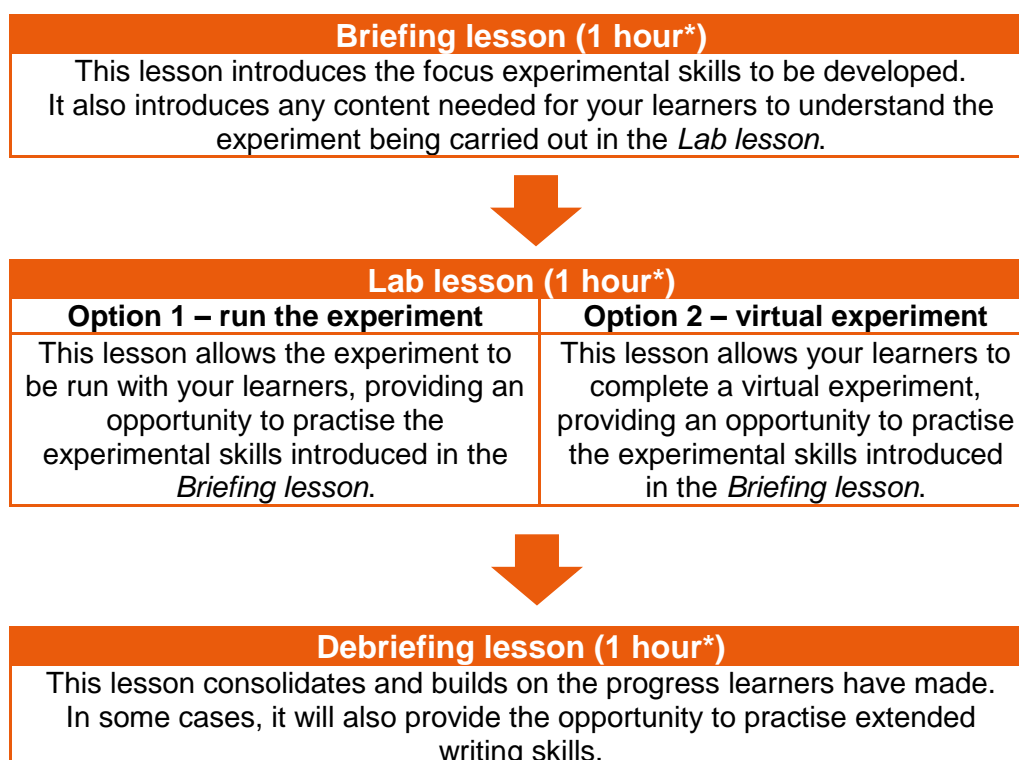 Briefing lesson (1 hour*)
This lesson introduces the focus experimental skills to be developed.
It also introduces any content needed for your learners to understand the
experiment being carried out in the Lab lesson.
Lab lesson (1 hour*)
Option 1 – run the experiment
This lesson allows the experiment to
be run with your learners, providing an
opportunity to practise the
experimental skills introduced in the
Briefing lesson.
Option 2 – virtual experiment
This lesson allows your learners to
complete a virtual experiment,
providing an opportunity to practise
the experimental skills introduced
in the Briefing lesson.
Debriefing lesson (1 hour*)
This lesson consolidates and builds on the progress learners have made.
In some cases, it will also provide the opportunity to practise extended
writing skills.